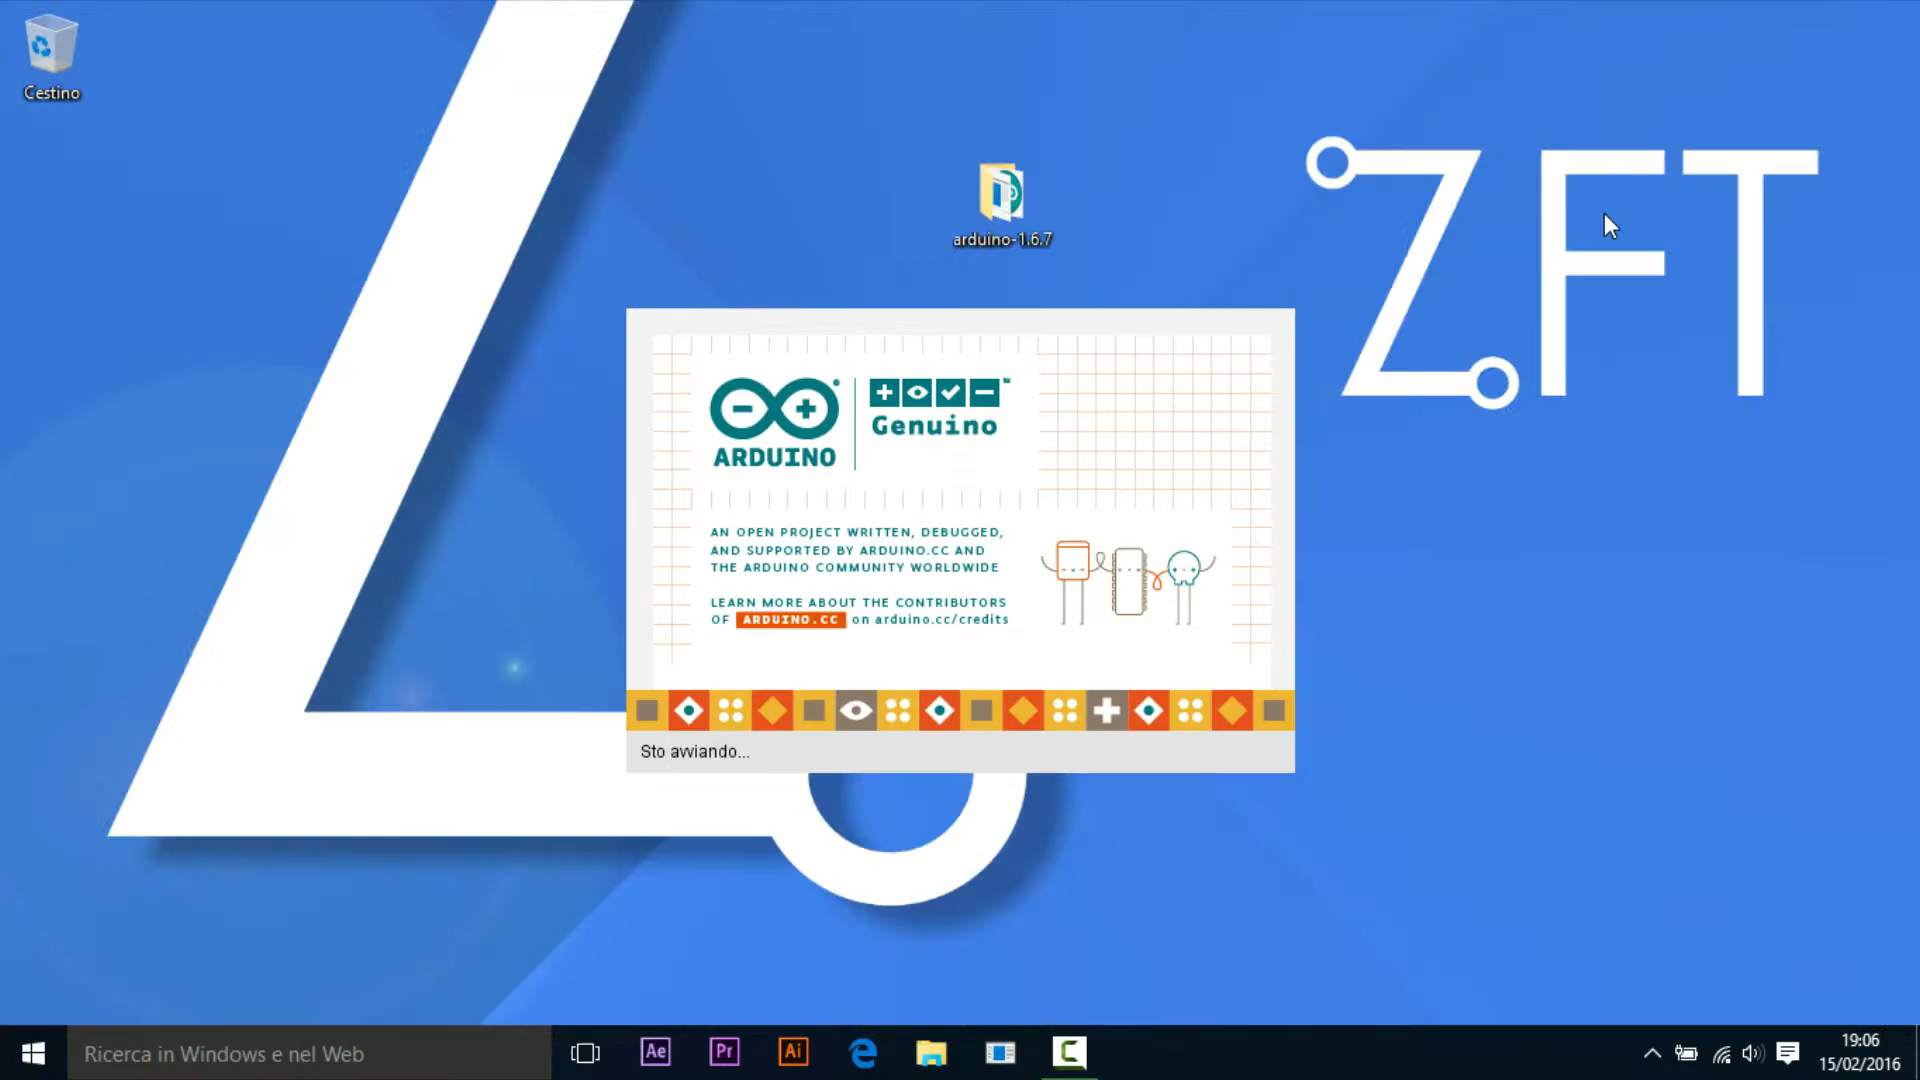 Cestino
arduino-1.6.7
ZFT
ARDUINO
Genuino™
AN OPEN PROJECT WRITTEN, DEBUGGED,
AND SUPPORTED BY ARDUINO.CC AND
THE ARDUINO COMMUNITY WORLDWIDE
LEARN MORE ABOUT THE CONTRIBUTORS
OF ARDUINO.CC on arduino.cc/credits
Sto avviando...
Ricerca in Windows e nel Web
Ae
Pr
Ai
19:06
15/02/2016